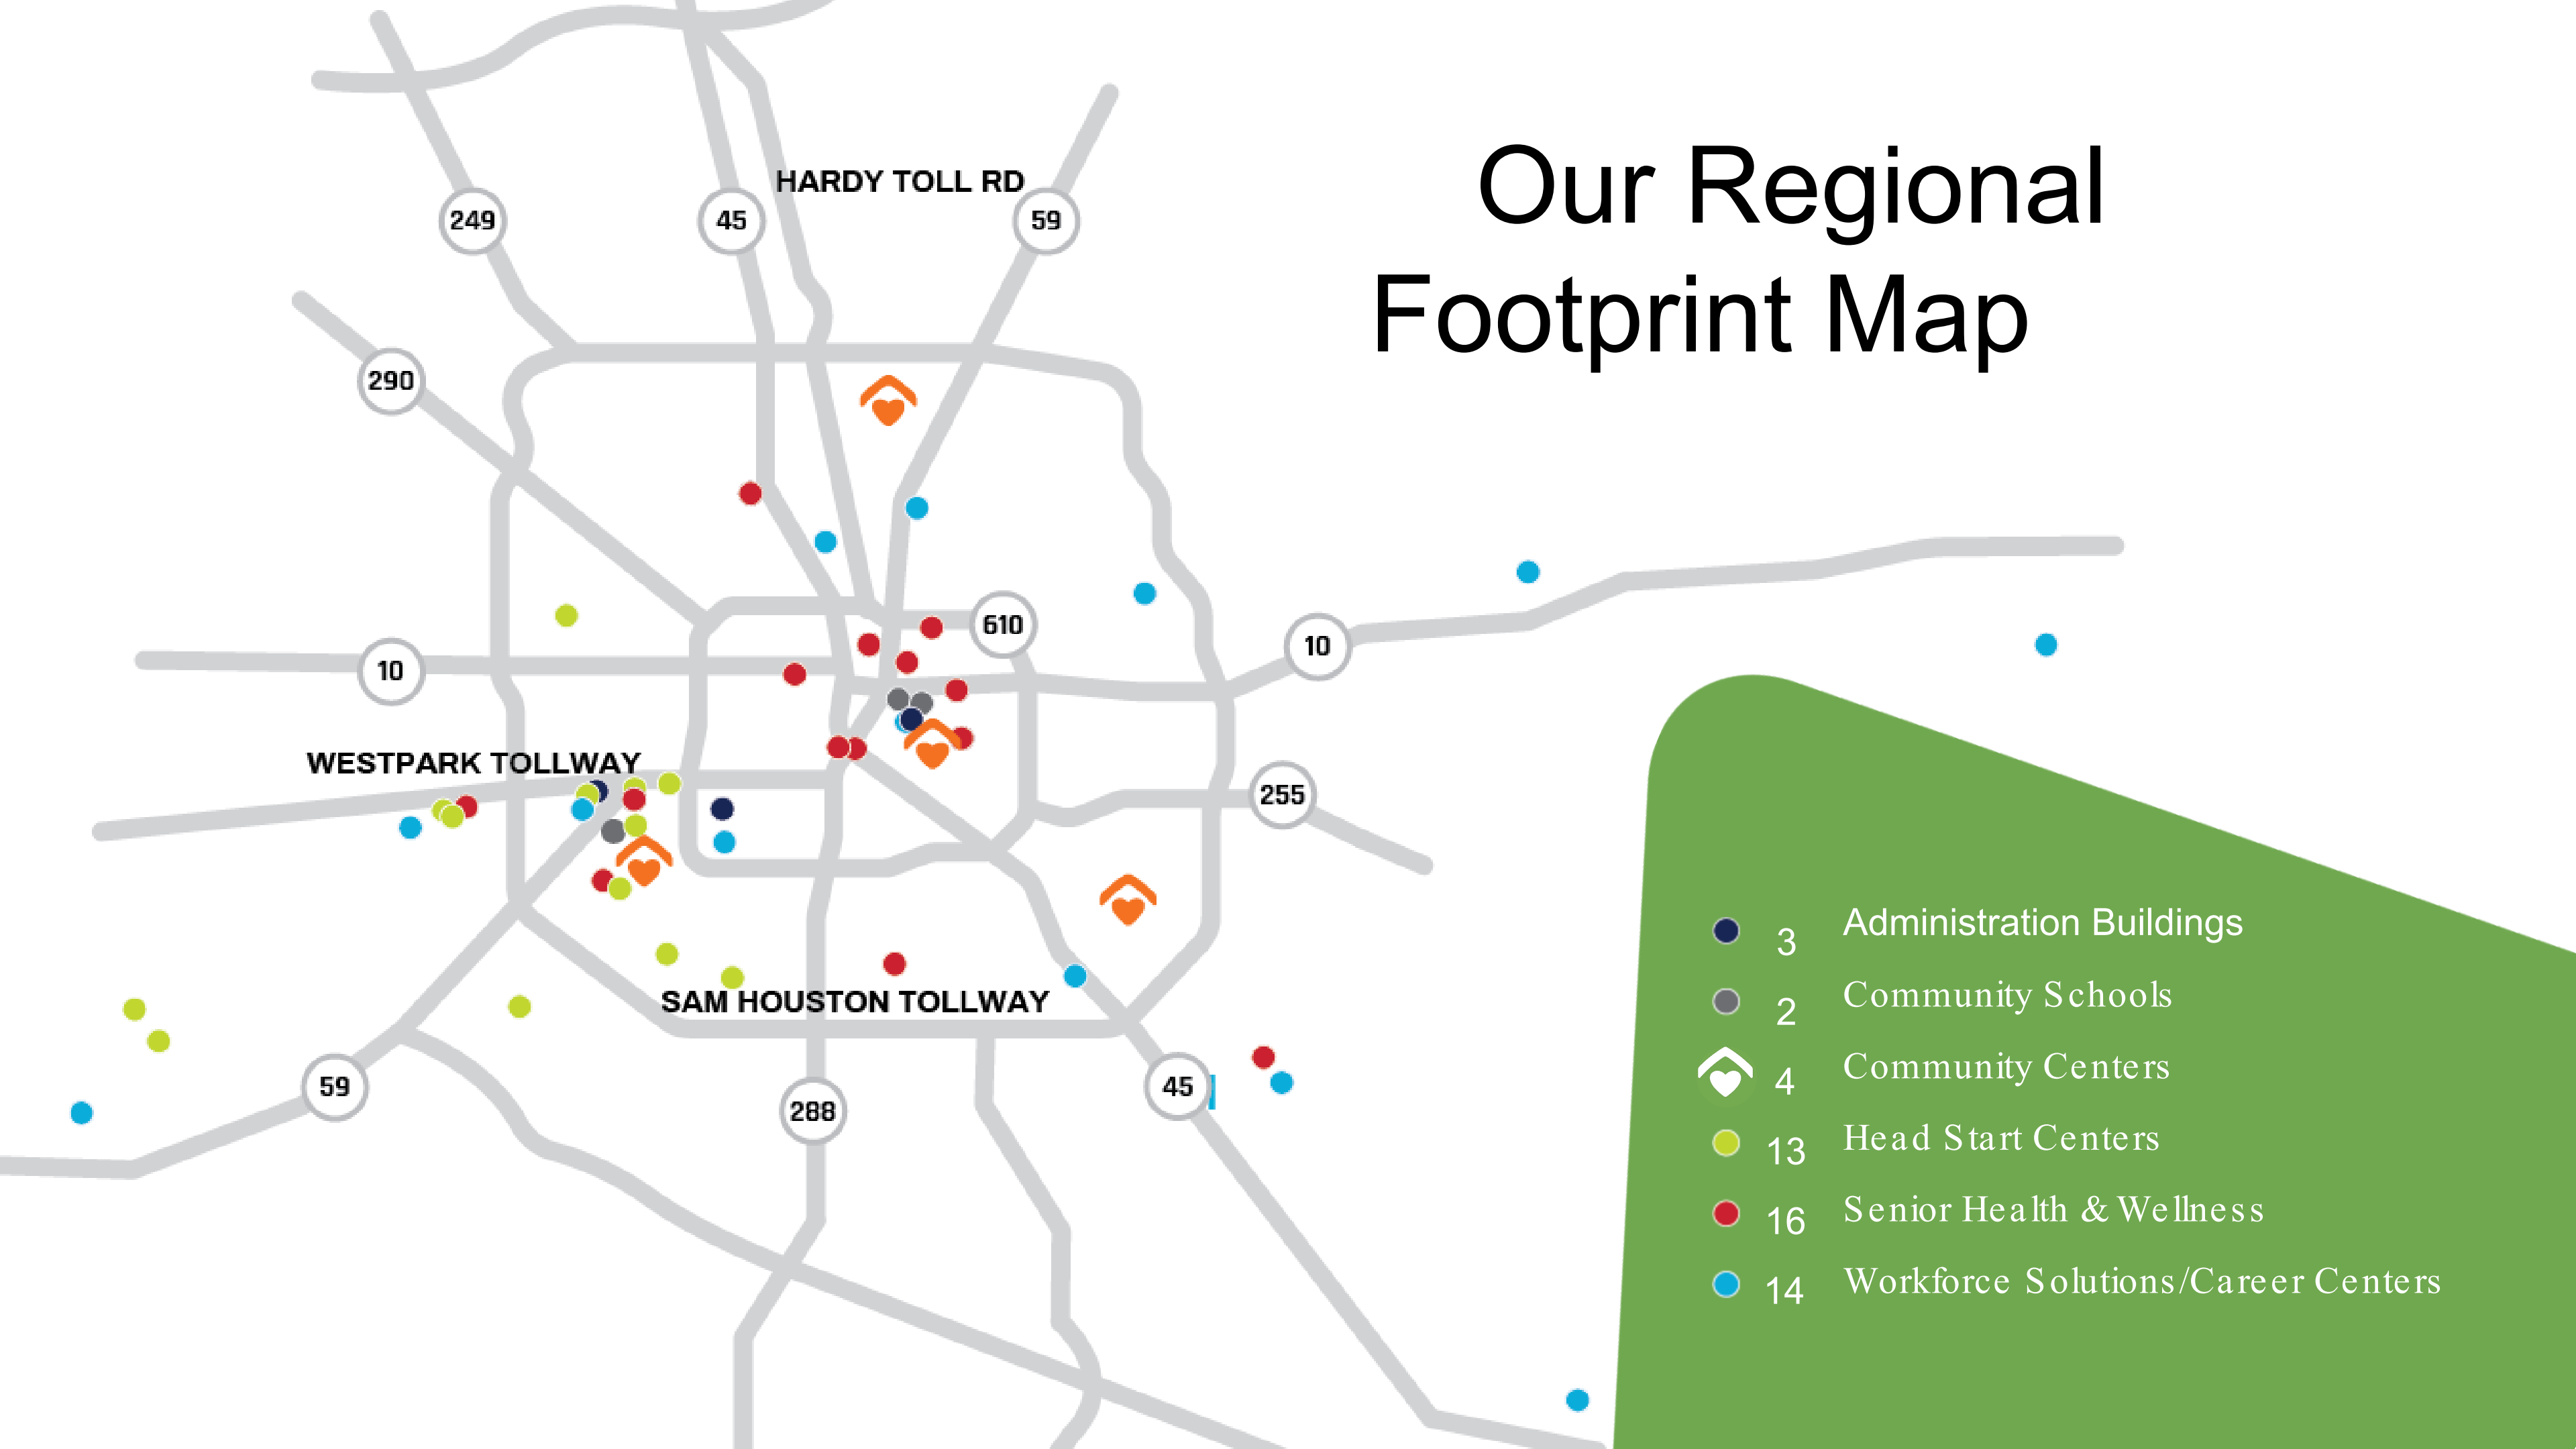 Our Regional
Footprint Map
HARDY TOLL RD
249
45
59
290
610
10
10
WESTPARK TOLLWAY
255
SAM HOUSTON TOLLWAY
59
288
45
3 Administration Buildings
2 Community Schools
4 Community Centers
13 Head Start Centers
16 Senior Health & Wellness
14 Workforce Solutions/Career Centers